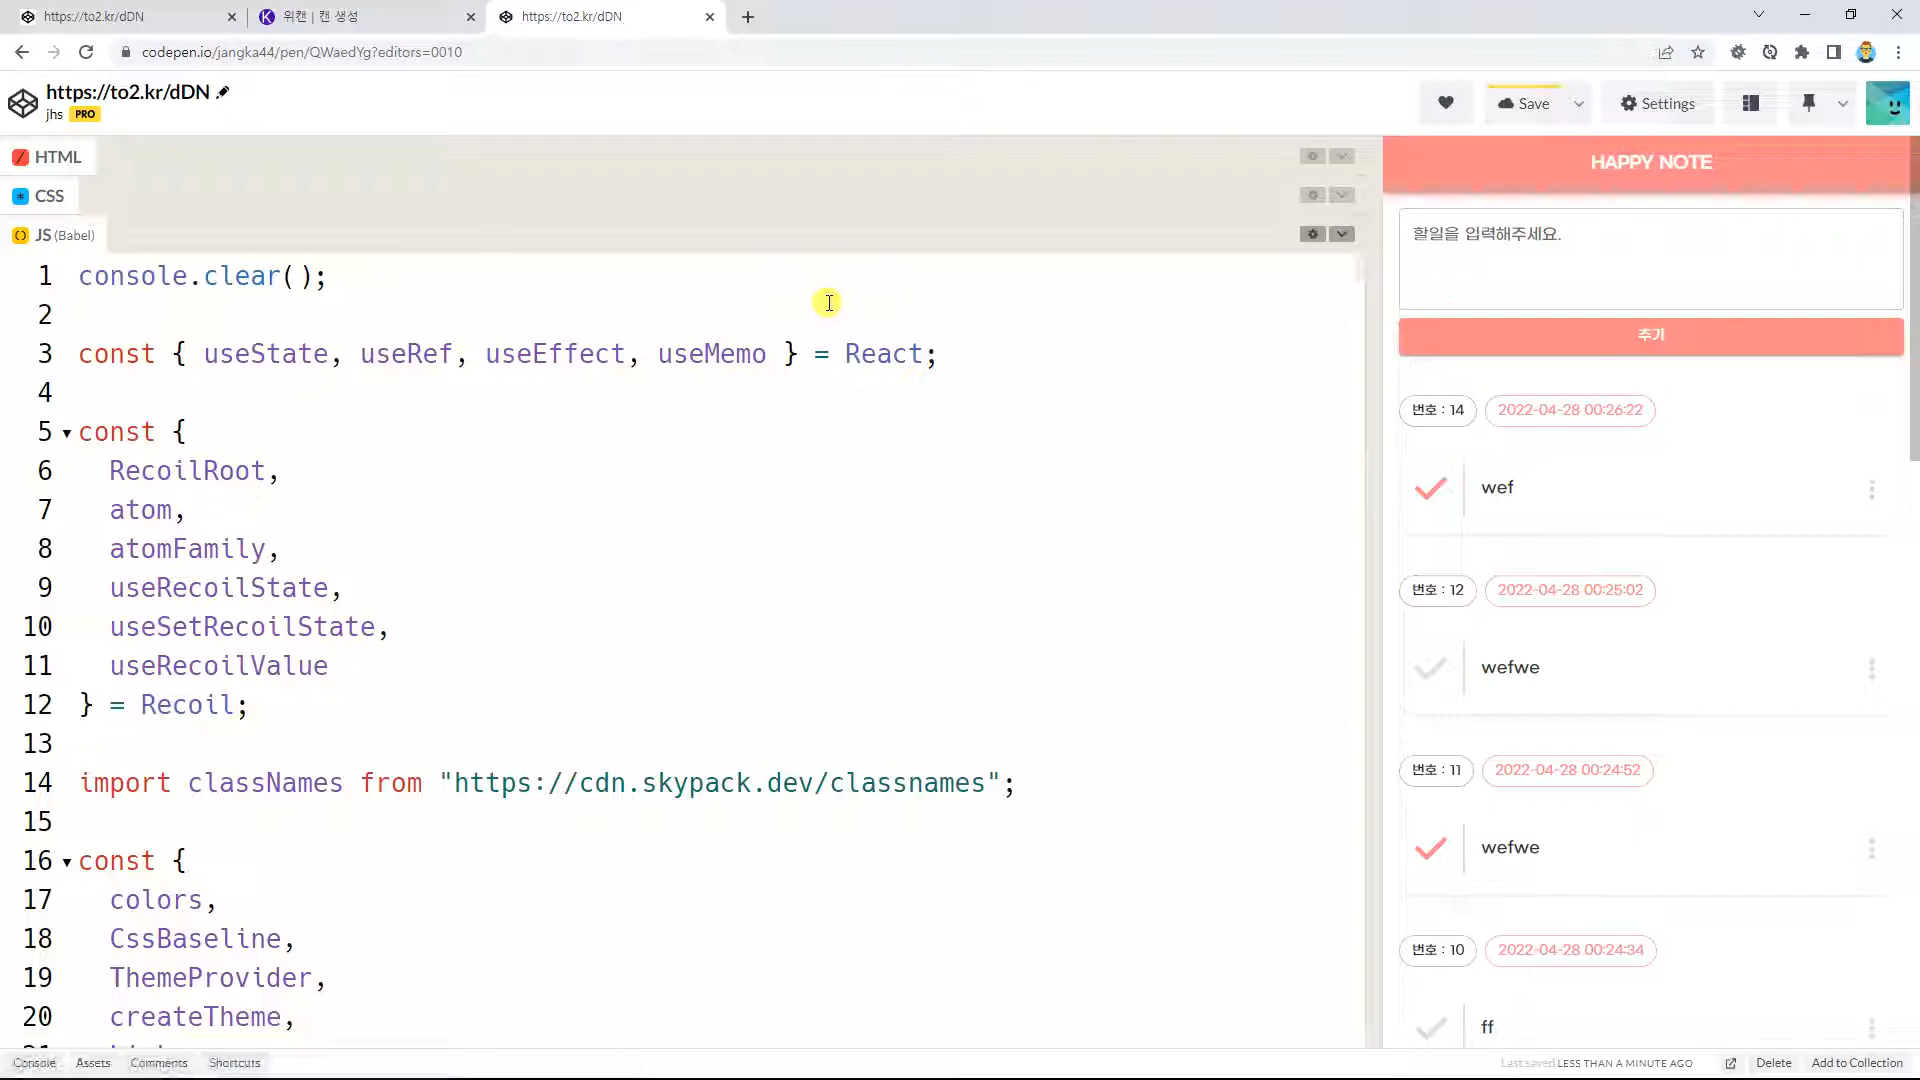 https://to2.kr/dDN
위캔 | 캔 생성
https://to2.kr/dDN
codepen.io/jangka44/pen/QWaedYg?editors=0010
https://to2.kr/dDN
jhs PRO
Save
Settings
HTML
CSS
JS (Babel)
1 console.clear();
2
3 const { useState, useRef, useEffect, useMemo } = React;
4
5 const {
6 RecoilRoot,
7 atom,
8 atomFamily,
9 useRecoilState,
10 useSetRecoilState,
11 useRecoilValue
12 } = Recoil;
13
14 import classNames from "https://cdn.skypack.dev/classnames";
15
16 const {
17 colors,
18 CssBaseline,
19 ThemeProvider,
20 createTheme,
HAPPY NOTE
할일을 입력해주세요.
추가
번호 : 14 2022-04-28 00:26:22
wef
번호 : 12 2022-04-28 00:25:02
wefwe
번호 : 11 2022-04-28 00:24:52
wefwe
번호 : 10 2022-04-28 00:24:34
ff
Console Assets Comments Shortcuts
Last saved LESS THAN A MINUTE AGO
Delete
Add to Collection